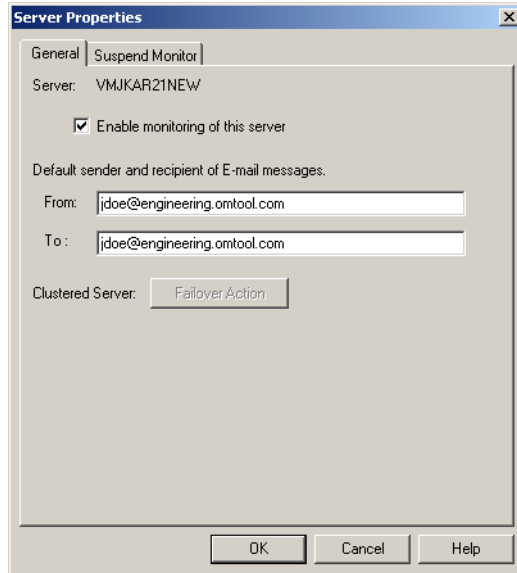 Server Properties
General Suspend Monitor
Server: VMJKAR21NEW
Enable monitoring of this server
Default sender and recipient of E-mail messages.
From: jdoe@engineering.omtool.com
To : jdoe@engineering.omtool.com
Clustered Server: Failover Action
OK Cancel Help